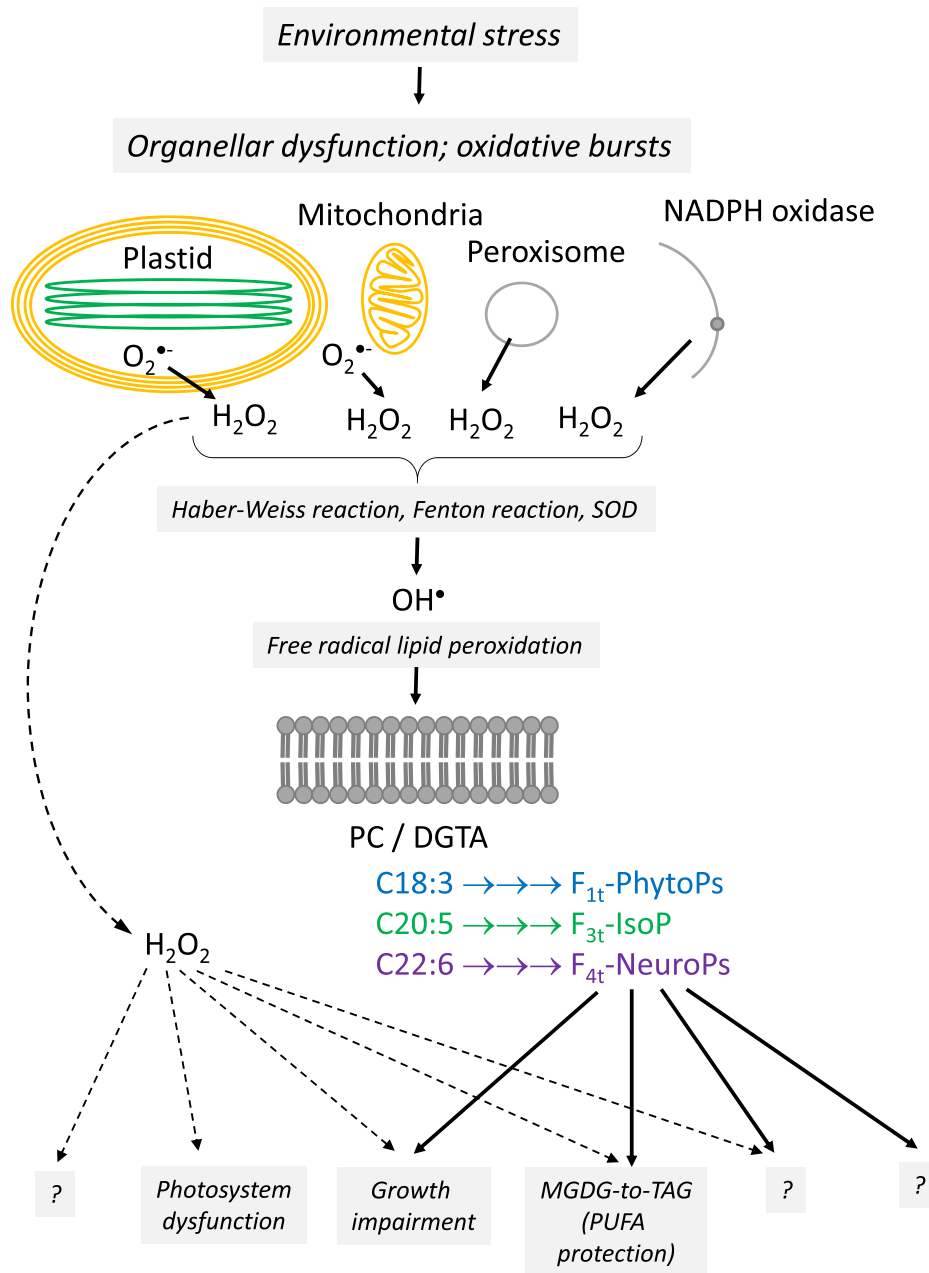 Environmental stress
Organellar dysfunction; oxidative bursts
Mitochondria
NADPH oxidase
Plastid
Peroxisome
O₂•-
O₂•-
H₂O₂
H₂O₂
H₂O₂
H₂O₂
Haber-Weiss reaction, Fenton reaction, SOD
OH•
Free radical lipid peroxidation
PC / DGTA
C18:3 →→→ F₁ₜ-PhytoPs
C20:5 →→→ F₃ₜ-IsoP
C22:6 →→→ F₄ₜ-NeuroPs
H₂O₂
?
Photosystem
dysfunction
Growth
impairment
MGDG-to-TAG
(PUFA
protection)
?
?